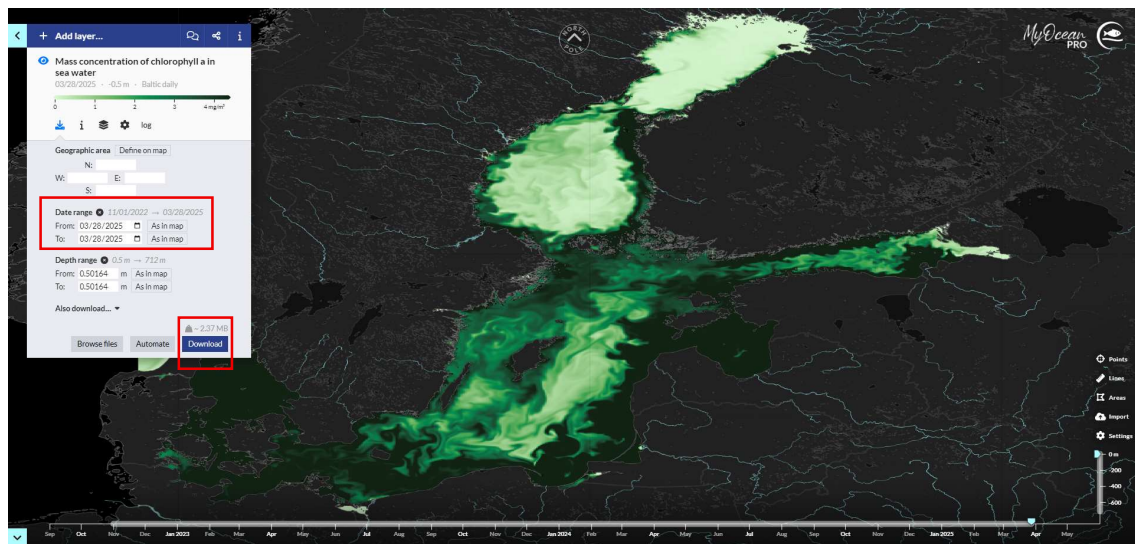 + Add layer... i
Mass concentration of chlorophyll a in
sea water
03/28/2025 · -0.5 m · Baltic daily
0 1 2 3 4 mg/m³
i log
Geographic area Define on map
N:
W: E:
S:
Date range 11/01/2022 → 03/28/2025
From: 03/28/2025 As in map
To: 03/28/2025 As in map
Depth range 0.5 m → 712 m
From: 0.50164 m As in map
To: 0.50164 m As in map
Also download...
~ 2.37 MB
Browse files Automate Download
NORTH
POLE
MyOcean
PRO
Points
Lines
Areas
Import
Settings
0 m
-200
-400
-600
Sep Oct Nov Dec Jan 2023 Feb Mar Apr May Jun Jul Aug Sep Oct Nov Dec Jan 2024 Feb Mar Apr May Jun Jul Aug Sep Oct Nov Dec Jan 2025 Feb Mar Apr May